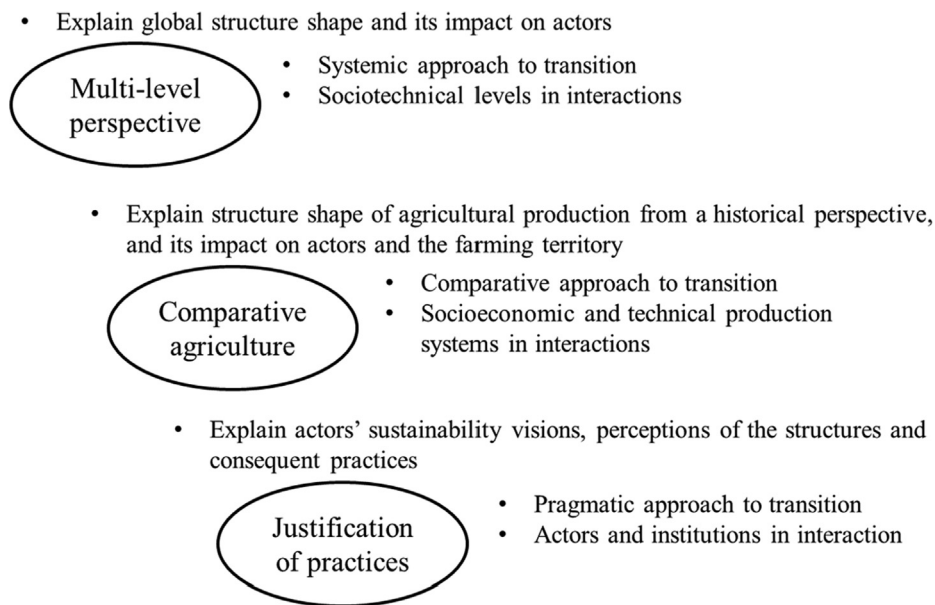 • Explain global structure shape and its impact on actors
Multi-level
perspective
• Systemic approach to transition
• Sociotechnical levels in interactions
• Explain structure shape of agricultural production from a historical perspective,
and its impact on actors and the farming territory
Comparative
agriculture
• Comparative approach to transition
• Socioeconomic and technical production
systems in interactions
• Explain actors’ sustainability visions, perceptions of the structures and
consequent practices
Justification
of practices
• Pragmatic approach to transition
• Actors and institutions in interaction